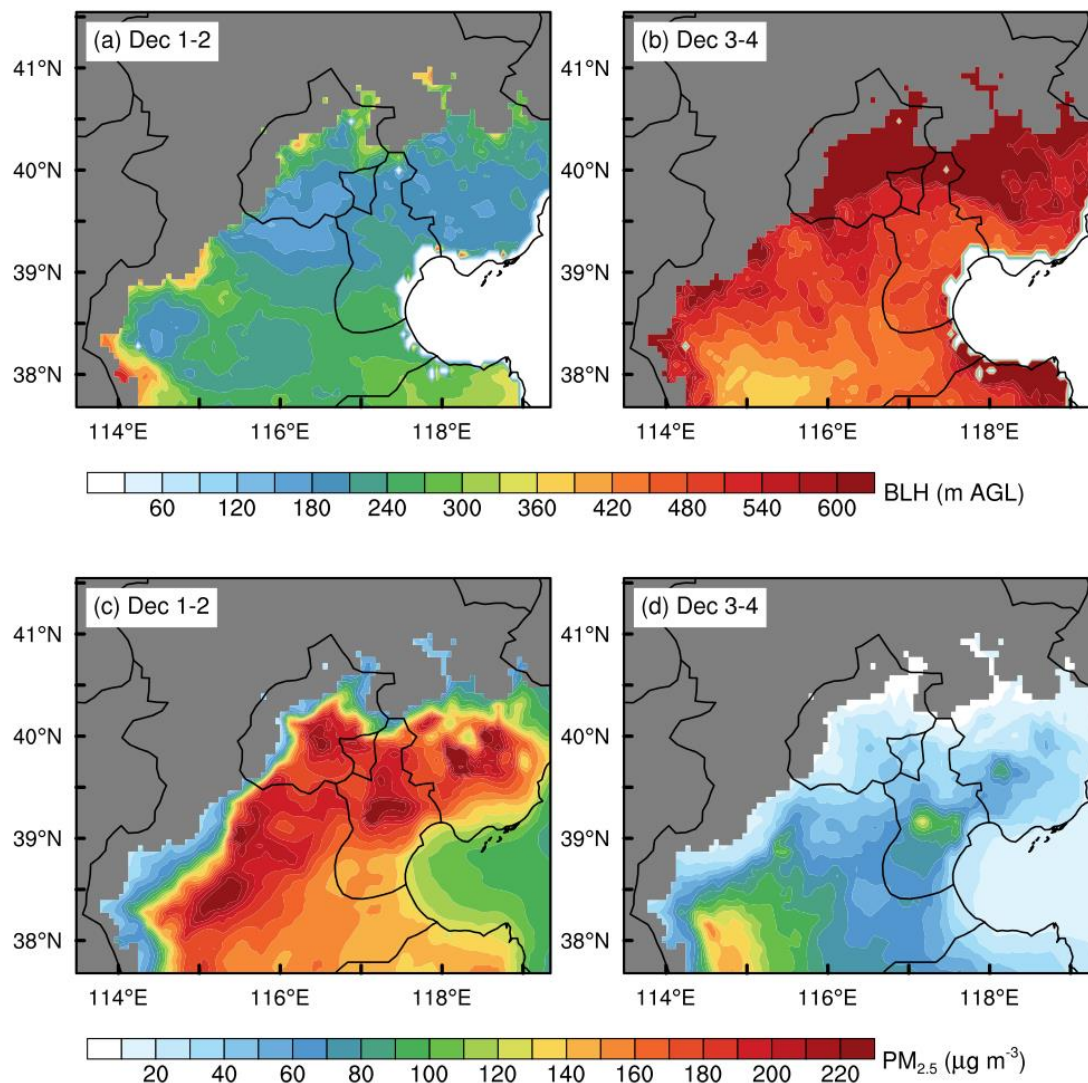 (a) Dec 1-2
(b) Dec 3-4
41°N
40°N
39°N
38°N
41°N
40°N
39°N
38°N
114°E 116°E 118°E
114°E 116°E 118°E
60 120 180 240 300 360 420 480 540 600
BLH (m AGL)
(c) Dec 1-2
(d) Dec 3-4
41°N
40°N
39°N
38°N
41°N
40°N
39°N
38°N
114°E 116°E 118°E
114°E 116°E 118°E
20 40 60 80 100 120 140 160 180 200 220
PM₂.₅ (µg m⁻³)